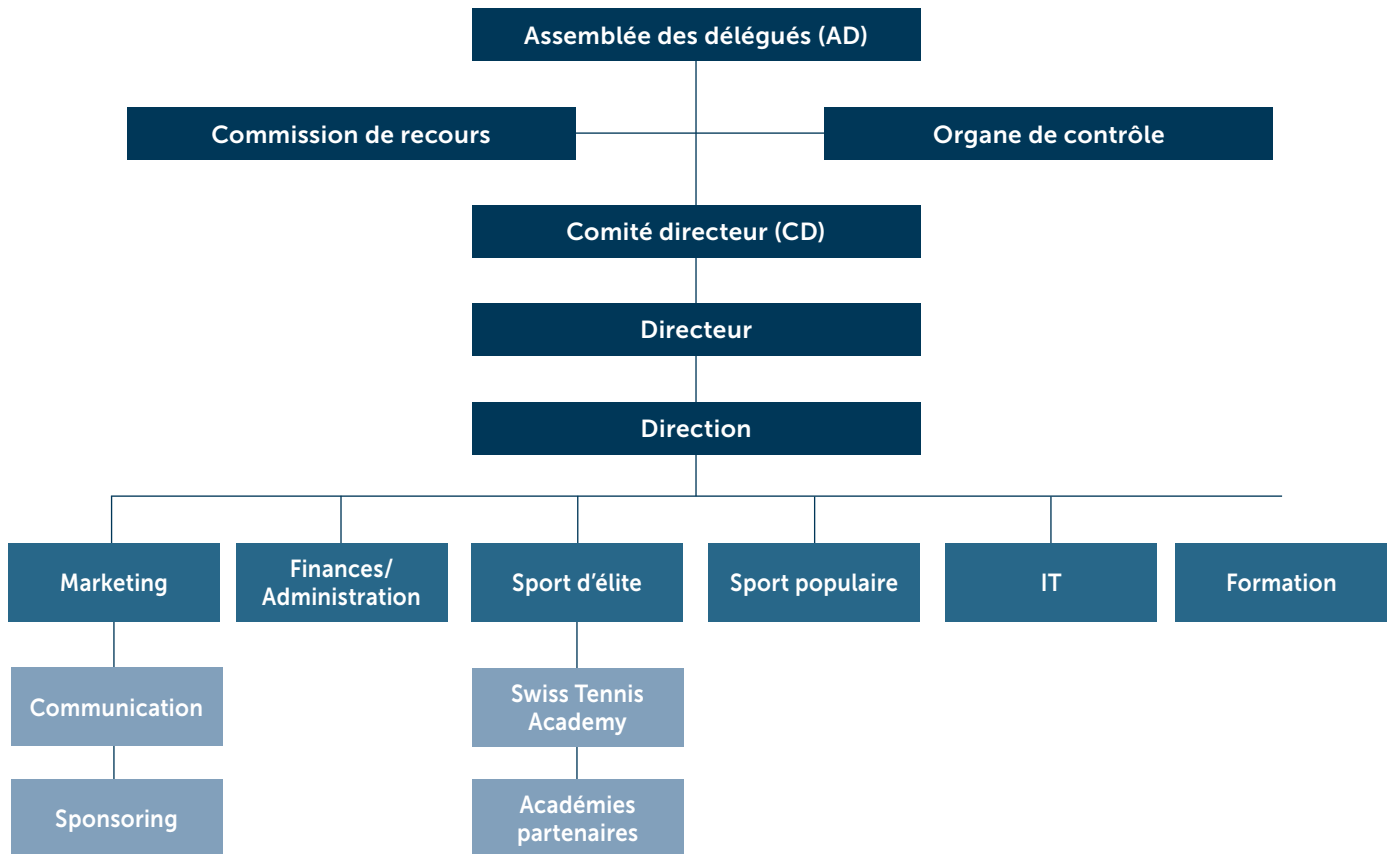 Assemblée des délégués (AD)
Commission de recours
Organe de contrôle
Comité directeur (CD)
Directeur
Direction
Marketing
Finances/
Administration
Sport d'élite
Sport populaire
IT
Formation
Communication
Swiss Tennis
Academy
Sponsoring
Académies
partenaires